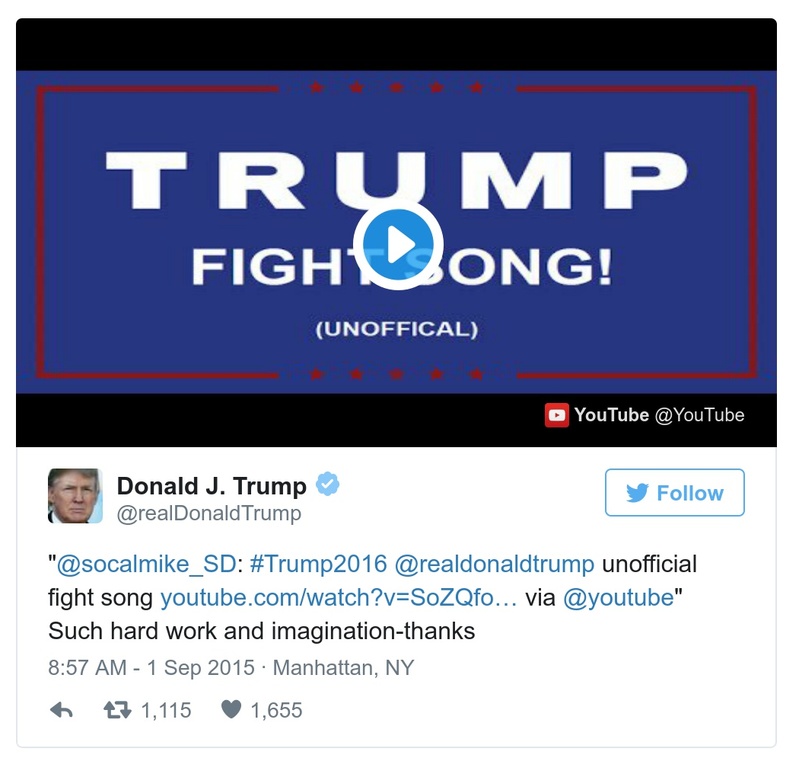 TRUMP
FIGHT SONG!
(UNOFFICAL)
YouTube @YouTube
Donald J. Trump
@realDonaldTrump
Follow
"@socalmike_SD: #Trump2016 @realdonaldtrump unofficial
fight song youtube.com/watch?v=SoZQfo… via @youtube"
Such hard work and imagination-thanks
8:57 AM - 1 Sep 2015 · Manhattan, NY
1,115 1,655